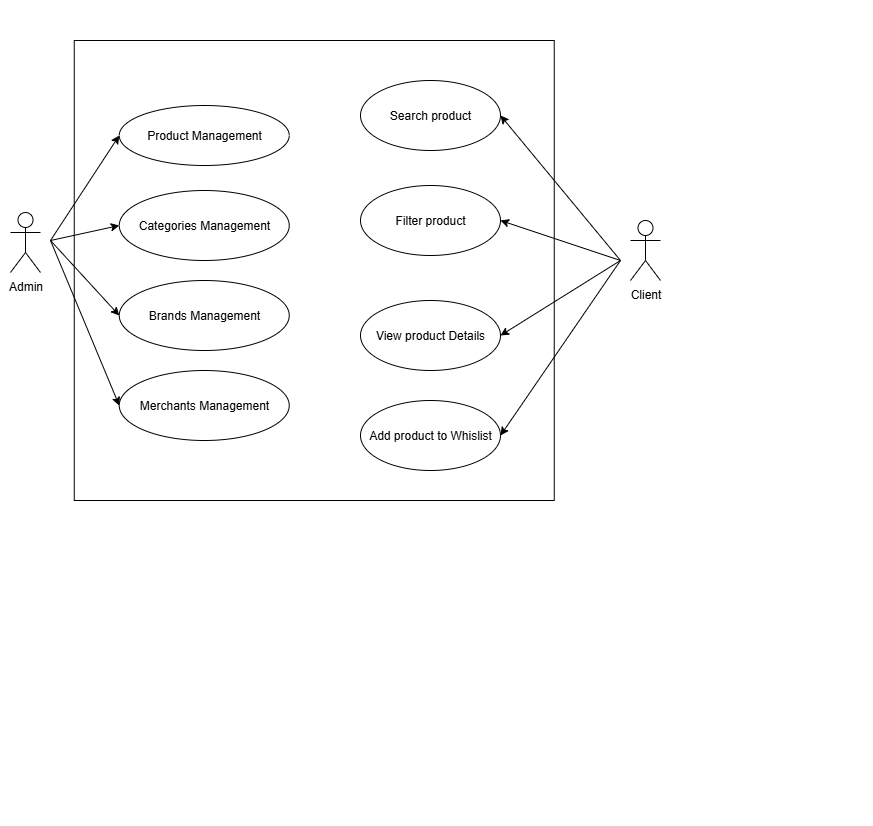 Search product
Product Management
Filter product
Categories Management
Admin
Client
Brands Management
View product Details
Merchants Management
Add product to Whislist